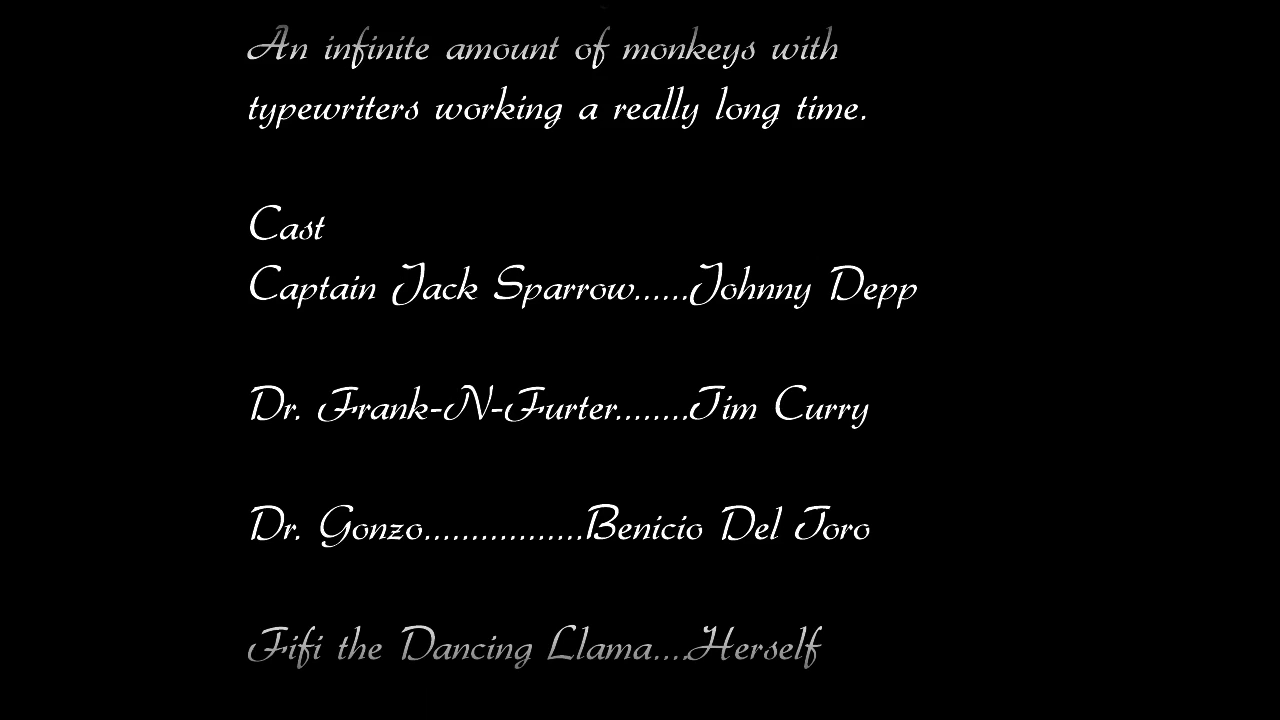 An infinite amount of monkeys with
typewriters working a really long time.
Cast
Captain Jack Sparrow......Johnny Depp
Dr. Frank-N-Furter........Tim Curry
Dr. Gonzo.................Benicio Del Toro
Fifi the Dancing Llama....Herself